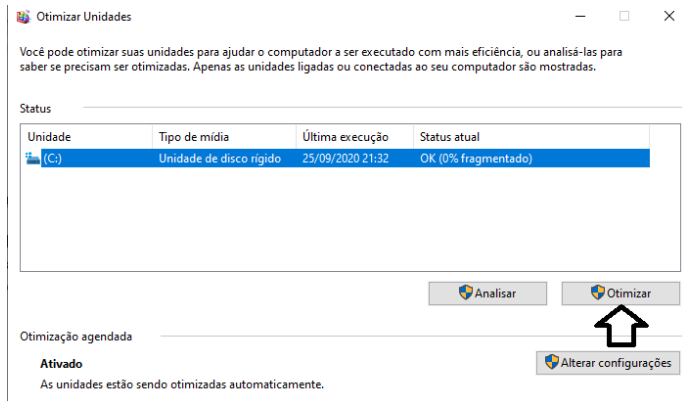 Otimizar Unidades
Você pode otimizar suas unidades para ajudar o computador a ser executado com mais eficiência, ou analisá-las para
saber se precisam ser otimizadas. Apenas as unidades ligadas ou conectadas ao seu computador são mostradas.
Status
Unidade Tipo de mídia Última execução Status atual
(C:) Unidade de disco rígido 25/09/2020 21:32 OK (0% fragmentado)
Analisar Otimizar
Otimização agendada
Ativado Alterar configurações
As unidades estão sendo otimizadas automaticamente.